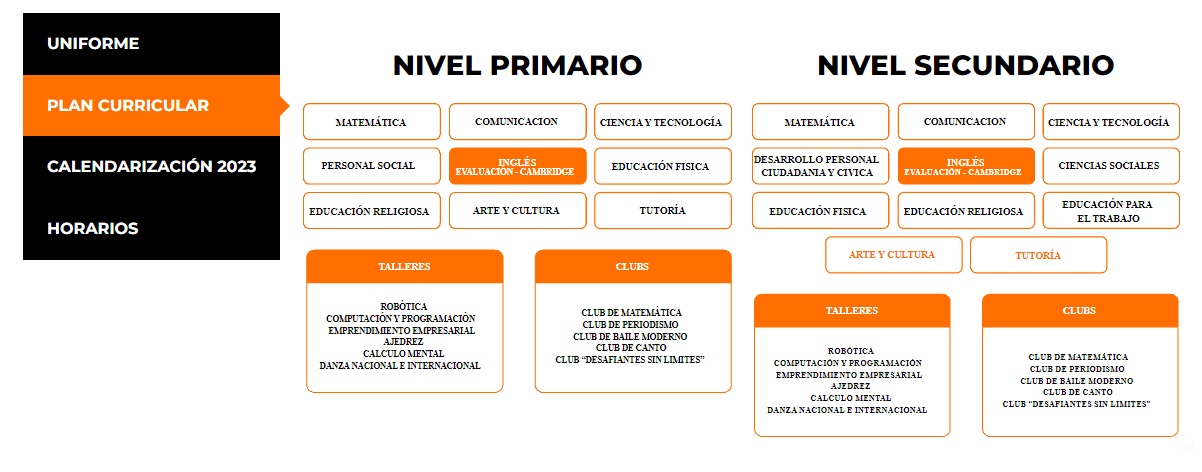 UNIFORME
PLAN CURRICULAR
CALENDARIZACIÓN 2023
HORARIOS
NIVEL PRIMARIO
MATEMÁTICA
COMUNICACION
CIENCIA Y TECNOLOGÍA
PERSONAL SOCIAL
INGLÉS
EVALUACIÓN - CAMBRIDGE
EDUCACIÓN FISICA
EDUCACIÓN RELIGIOSA
ARTE Y CULTURA
TUTORÍA
TALLERES
ROBÓTICA
COMPUTACIÓN Y PROGRAMACIÓN
EMPRENDIMIENTO EMPRESARIAL
AJEDREZ
CALCULO MENTAL
DANZA NACIONAL E INTERNACIONAL
CLUBS
CLUB DE MATEMÁTICA
CLUB DE PERIODISMO
CLUB DE BAILE MODERNO
CLUB DE CANTO
CLUB “DESAFIANTES SIN LIMITES”
NIVEL SECUNDARIO
MATEMÁTICA
COMUNICACION
CIENCIA Y TECNOLOGÍA
DESARROLLO PERSONAL
CIUDADANIA Y CIVICA
INGLÉS
EVALUACIÓN - CAMBRIDGE
CIENCIAS SOCIALES
EDUCACIÓN FISICA
EDUCACIÓN RELIGIOSA
EDUCACIÓN PARA
EL TRABAJO
ARTE Y CULTURA
TUTORÍA
TALLERES
ROBÓTICA
COMPUTACIÓN Y PROGRAMACIÓN
EMPRENDIMIENTO EMPRESARIAL
AJEDREZ
CALCULO MENTAL
DANZA NACIONAL E INTERNACIONAL
CLUBS
CLUB DE MATEMÁTICA
CLUB DE PERIODISMO
CLUB DE BAILE MODERNO
CLUB DE CANTO
CLUB “DESAFIANTES SIN LIMITES”